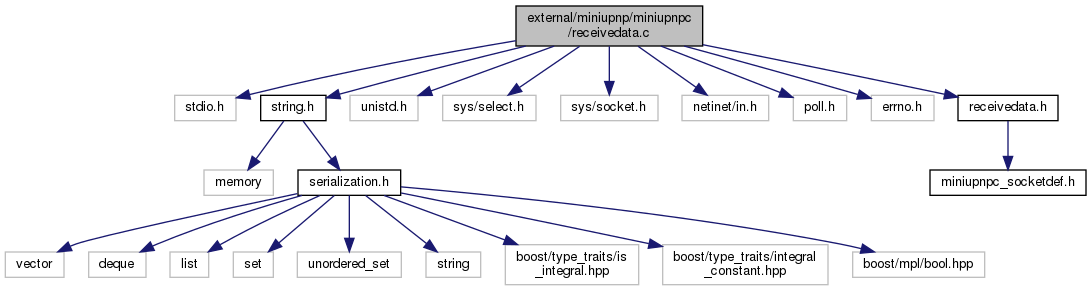 external/miniupnp/miniupnpc
/receivedata.c
stdio.h
string.h
unistd.h
sys/select.h
sys/socket.h
netinet/in.h
poll.h
errno.h
receivedata.h
memory
serialization.h
miniupnpc_socketdef.h
vector
deque
list
set
unordered_set
string
boost/type_traits/is
_integral.hpp
boost/type_traits/integral
_constant.hpp
boost/mpl/bool.hpp